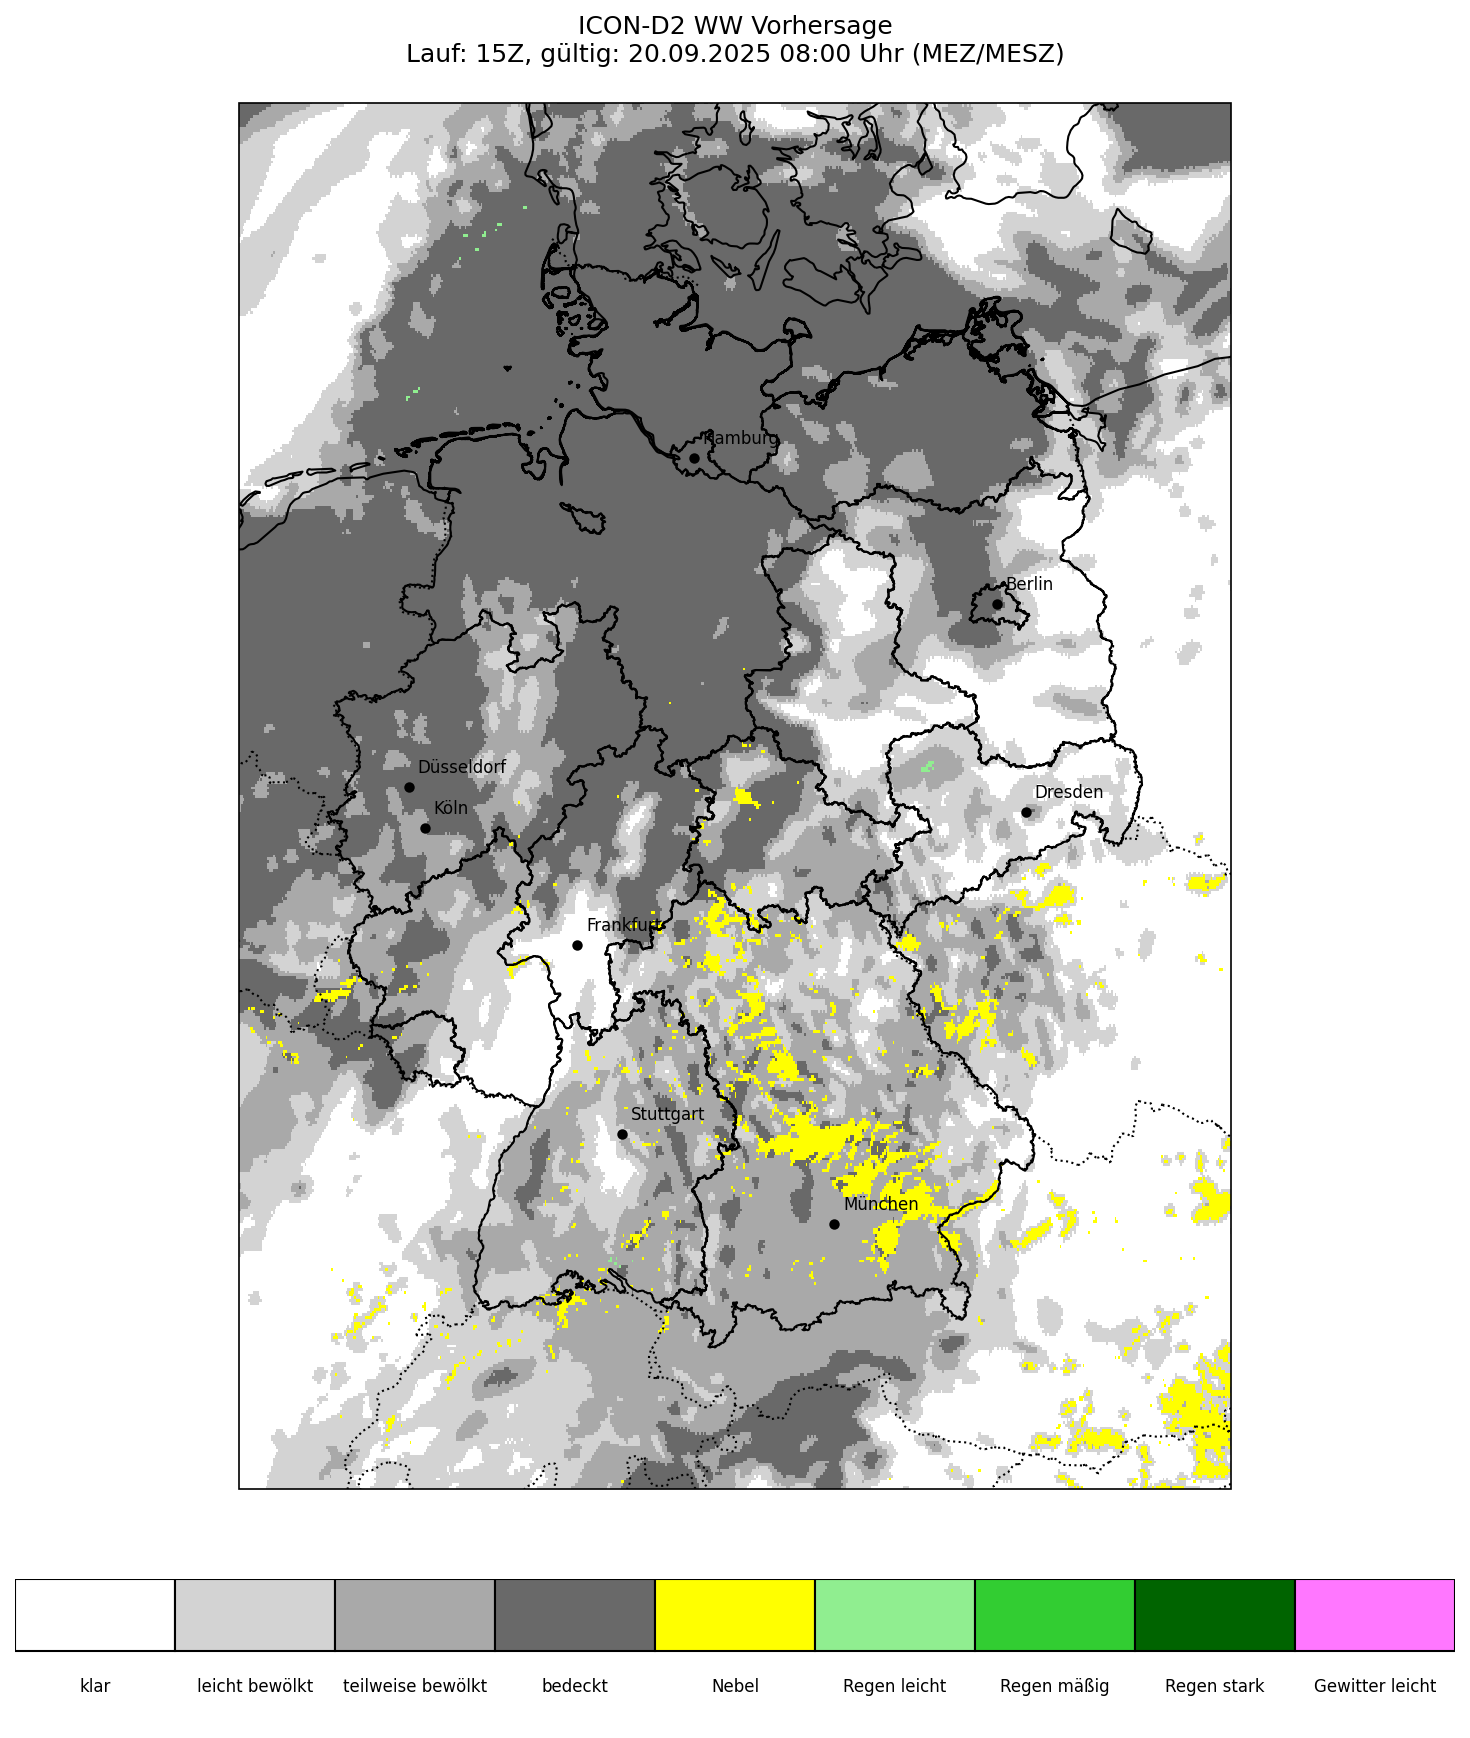 ICON-D2 WW Vorhersage
Lauf: 15Z, gültig: 20.09.2025 08:00 Uhr (MEZ/MESZ)
Hamburg
Berlin
Düsseldorf
Köln
Dresden
Frankfurt
Stuttgart
München
klar
leicht bewölkt
teilweise bewölkt
bedeckt
Nebel
Regen leicht
Regen mäßig
Regen stark
Gewitter leicht